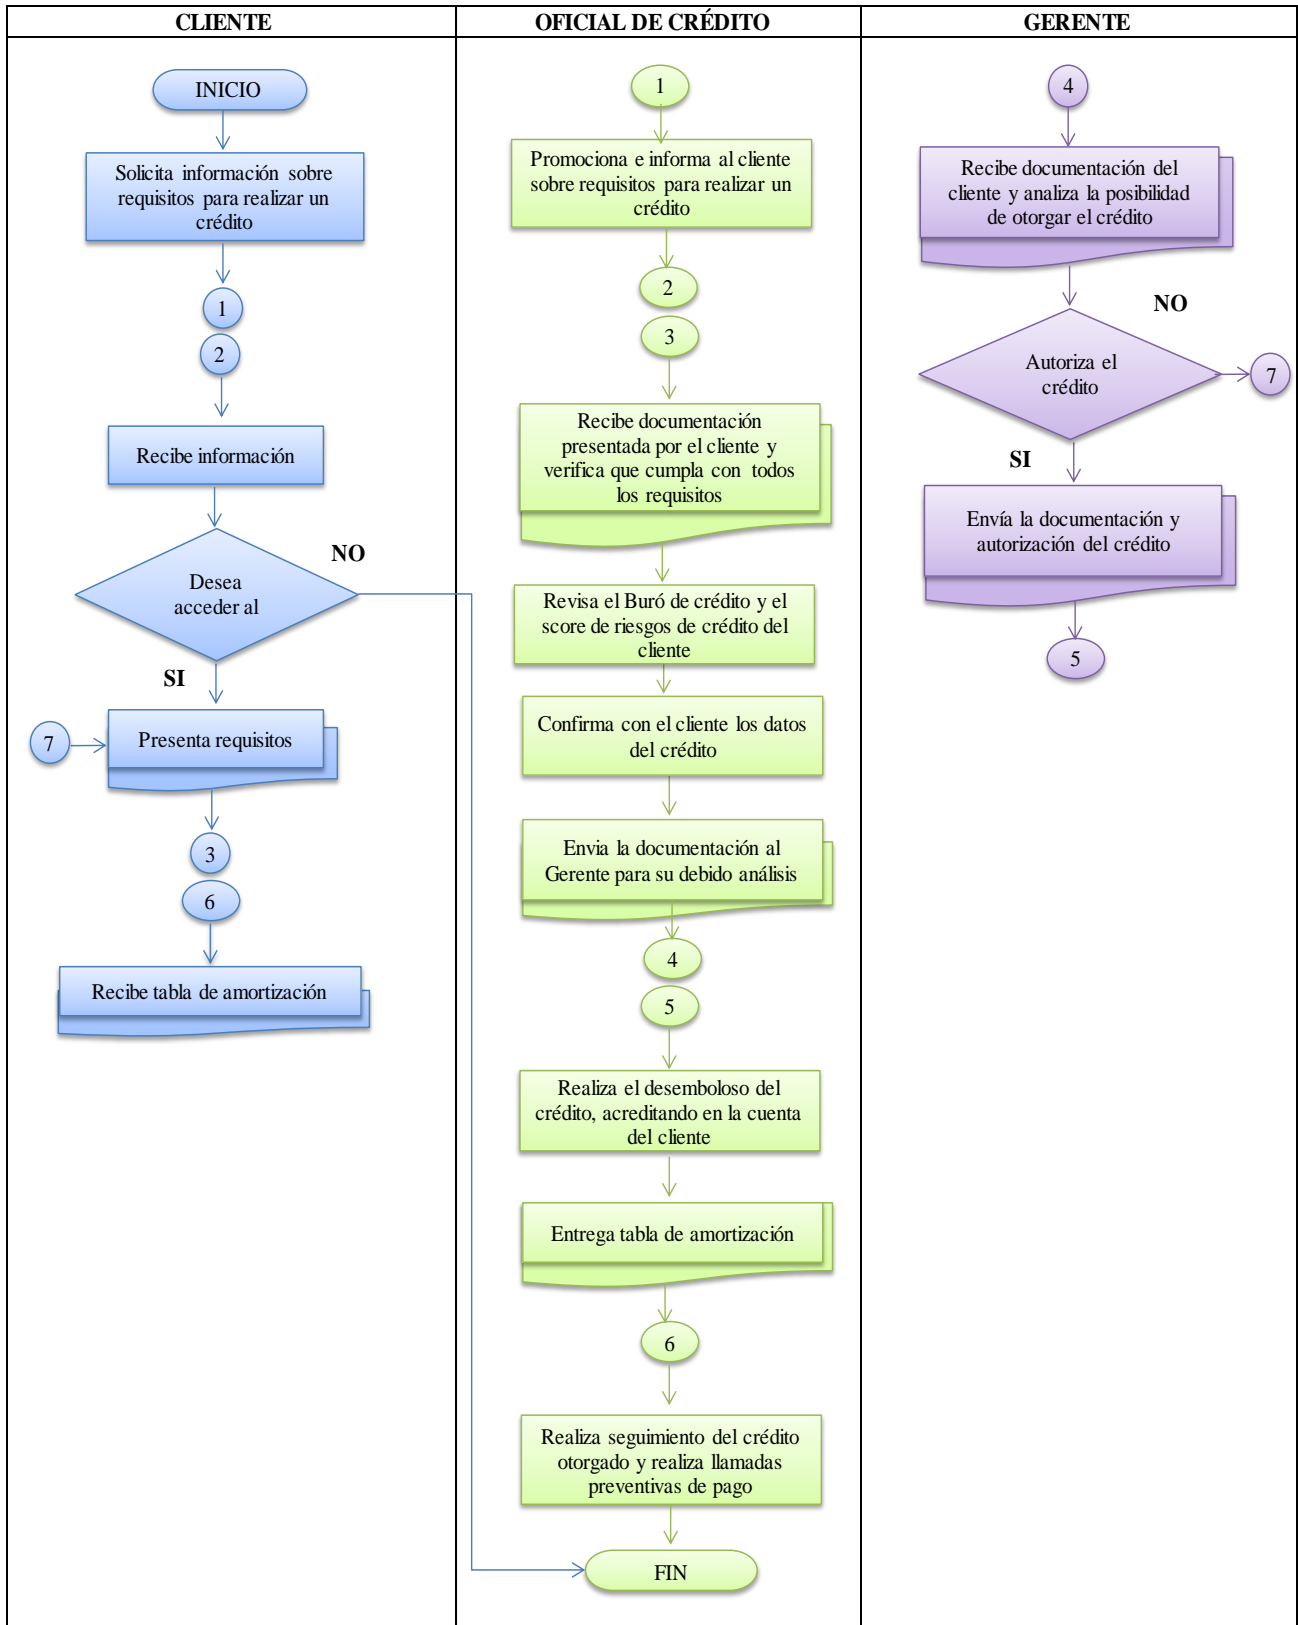 CLIENTE
INICIO
Solicita información sobre
requisitos para realizar un
crédito
1
2
Recibe información
Desea
acceder al
NO
SI
7
Presenta requisitos
3
6
Recibe tabla de amortización
OFICIAL DE CRÉDITO
1
Promociona e informa al cliente
sobre requisitos para realizar un
crédito
2
3
Recibe documentación
presentada por el cliente y
verifica que cumpla con todos
los requisitos
Revisa el Buró de crédito y el
score de riesgos de crédito del
cliente
Confirma con el cliente los datos
del crédito
Envia la documentación al
Gerente para su debido análisis
4
5
Realiza el desemboloso del
crédito, acreditando en la cuenta
del cliente
Entrega tabla de amortización
6
Realiza seguimiento del crédito
otorgado y realiza llamadas
preventivas de pago
FIN
GERENTE
4
Recibe documentación del
cliente y analiza la posibilidad
de otorgar el crédito
NO
Autoriza el
crédito
7
SI
Envía la documentación y
autorización del crédito
5